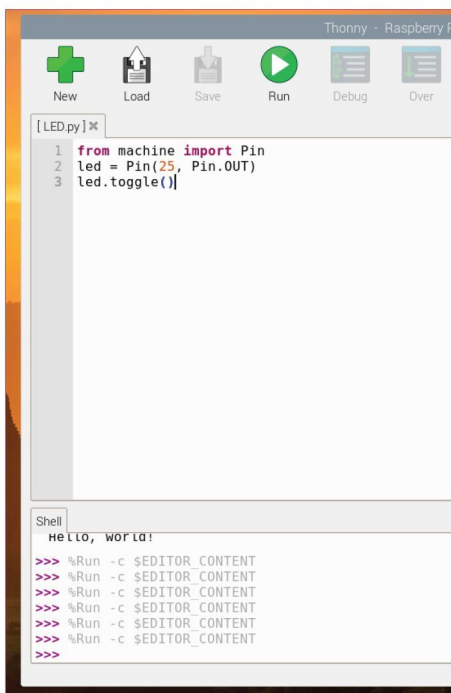 Thonny - Raspberry P
New Load Save Run Debug Over
[ LED.py ] ✕
1 from machine import Pin
2 led = Pin(25, Pin.OUT)
3 led.toggle()
Shell
Hello, World!
>>> %Run -c $EDITOR_CONTENT
>>> %Run -c $EDITOR_CONTENT
>>> %Run -c $EDITOR_CONTENT
>>> %Run -c $EDITOR_CONTENT
>>> %Run -c $EDITOR_CONTENT
>>> %Run -c $EDITOR_CONTENT
>>>